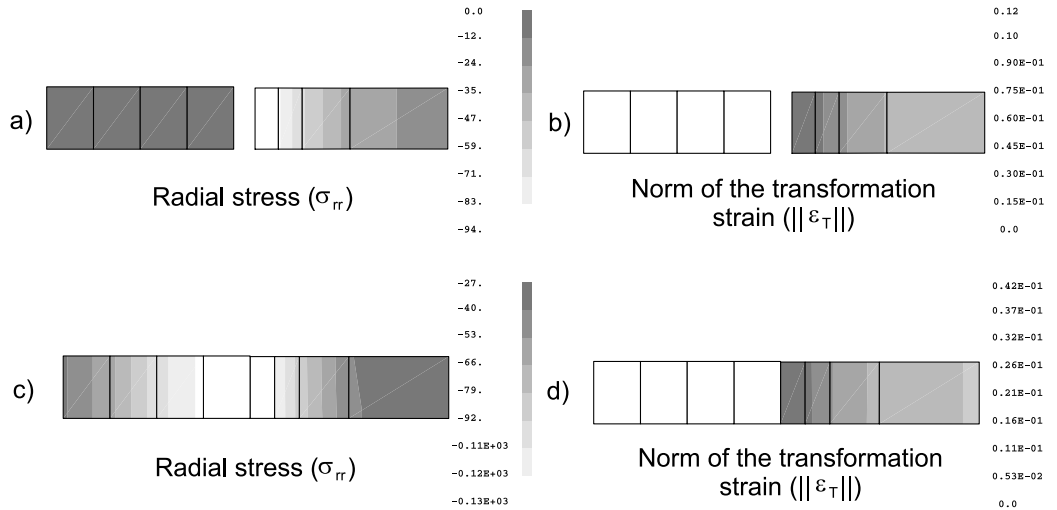 0.0
-12.
-24.
-35.
-47.
-59.
-71.
-83.
-94.
a)
Radial stress (σrr)
0.12
0.10
0.90E-01
0.75E-01
0.60E-01
0.45E-01
0.30E-01
0.15E-01
0.0
b)
Norm of the transformation
strain (||εT||)
-27.
-40.
-53.
-66.
-79.
-92.
-0.11E+03
-0.12E+03
-0.13E+03
c)
Radial stress (σrr)
0.42E-01
0.37E-01
0.32E-01
0.26E-01
0.21E-01
0.16E-01
0.11E-01
0.53E-02
0.0
d)
Norm of the transformation
strain (||εT||)